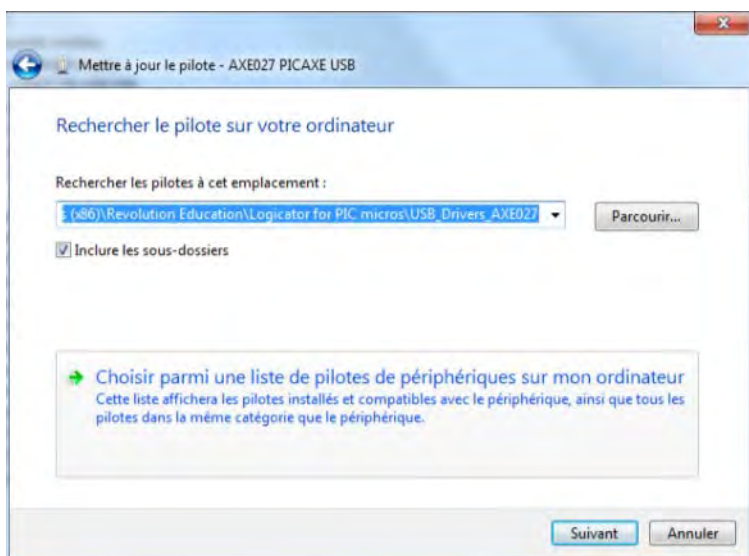 Mettre à jour le pilote - AXE027 PICAXE USB
Rechercher le pilote sur votre ordinateur
Rechercher les pilotes à cet emplacement :
s (x86)\Revolution Education\Logicator for PIC micros\USB_Drivers_AXE027
Parcourir...
Inclure les sous-dossiers
Choisir parmi une liste de pilotes de périphériques sur mon ordinateur
Cette liste affichera les pilotes installés et compatibles avec le périphérique, ainsi que tous les
pilotes dans la même catégorie que le périphérique.
Suivant Annuler